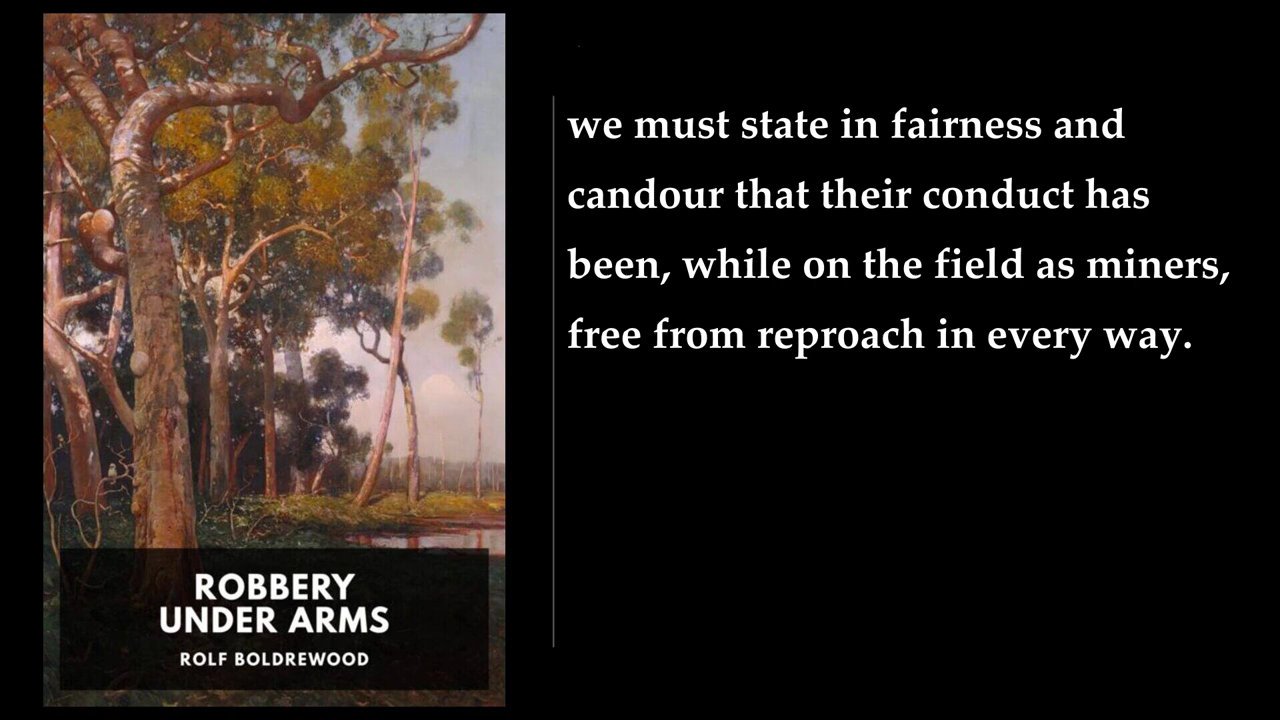 we must state in fairness and
candour that their conduct has
been, while on the field as miners,
free from reproach in every way.
ROBBERY
UNDER ARMS
ROLF BOLDREWOOD